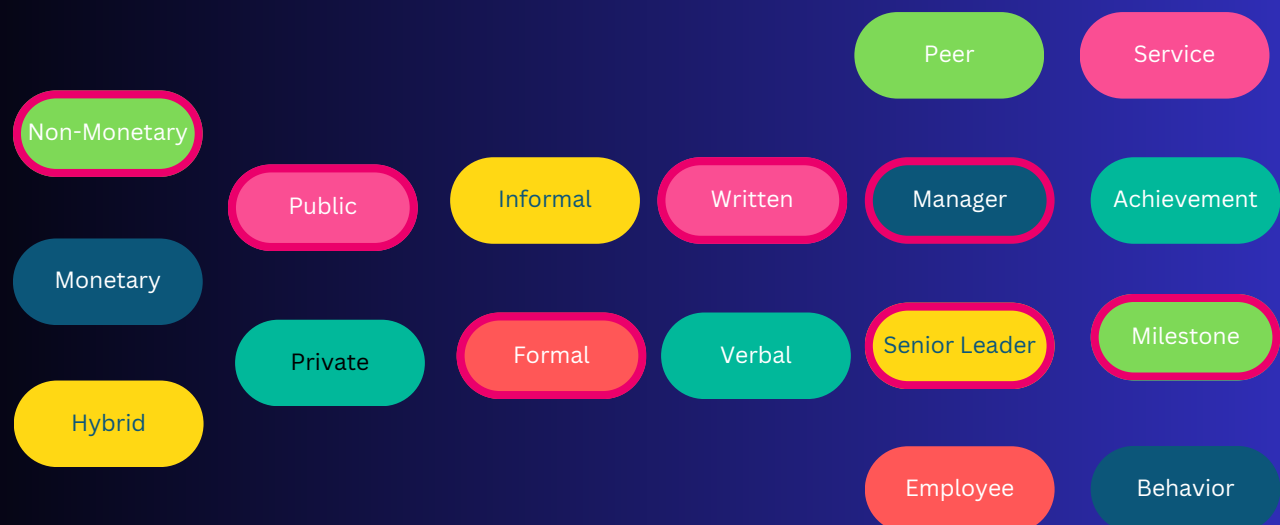 Non-Monetary
Monetary
Hybrid
Public
Private
Informal
Formal
Written
Verbal
Peer
Manager
Senior Leader
Employee
Service
Achievement
Milestone
Behavior